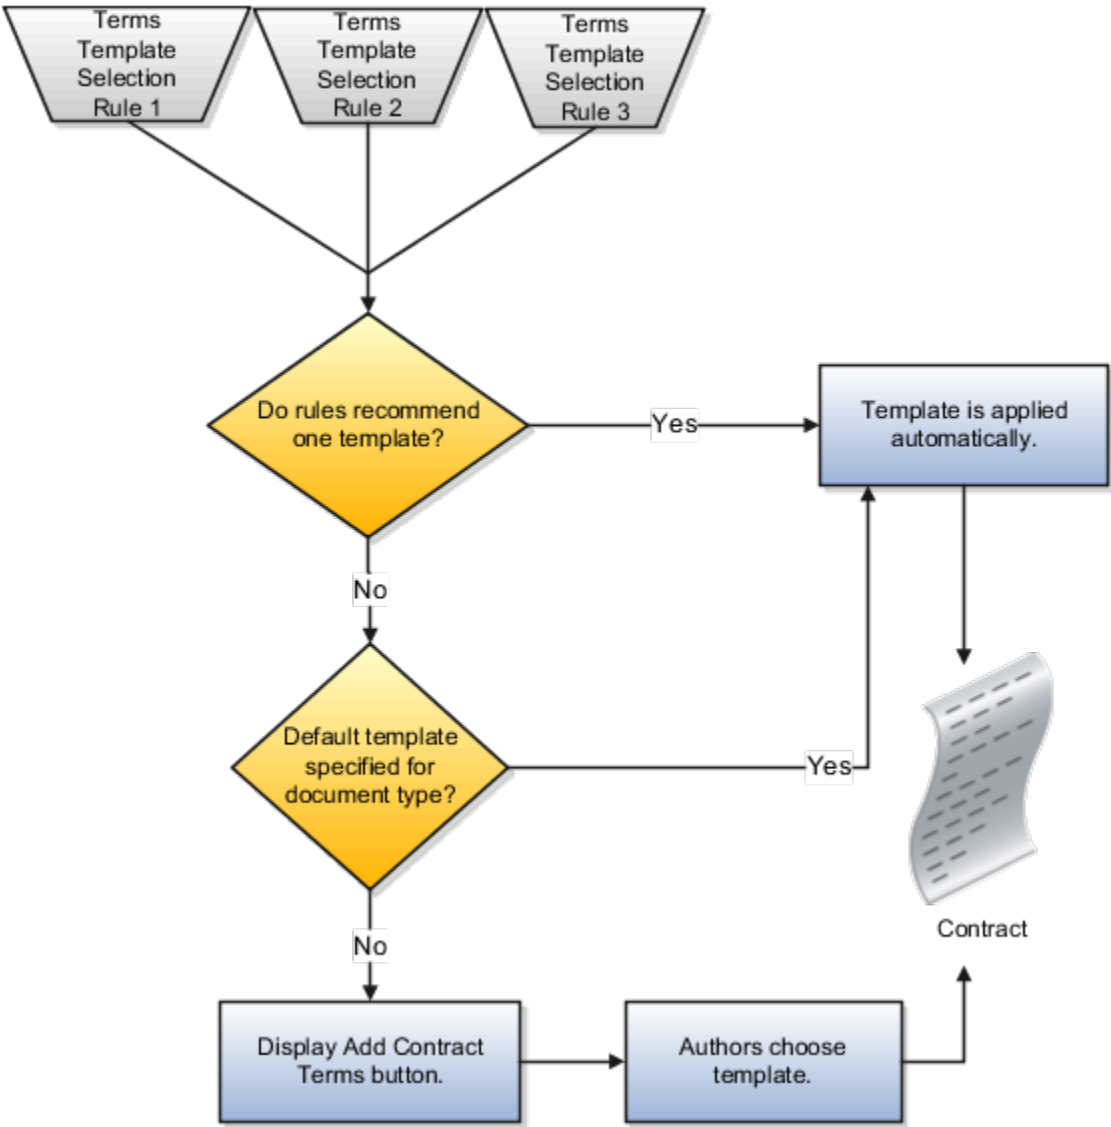 Terms
Template
Selection
Rule 1
Terms
Template
Selection
Rule 2
Terms
Template
Selection
Rule 3
Do rules recommend
one template?
Yes
Template is applied
automatically.
No
Default template
specified for
document type?
Yes
Contract
No
Display Add Contract
Terms button.
Authors choose
template.